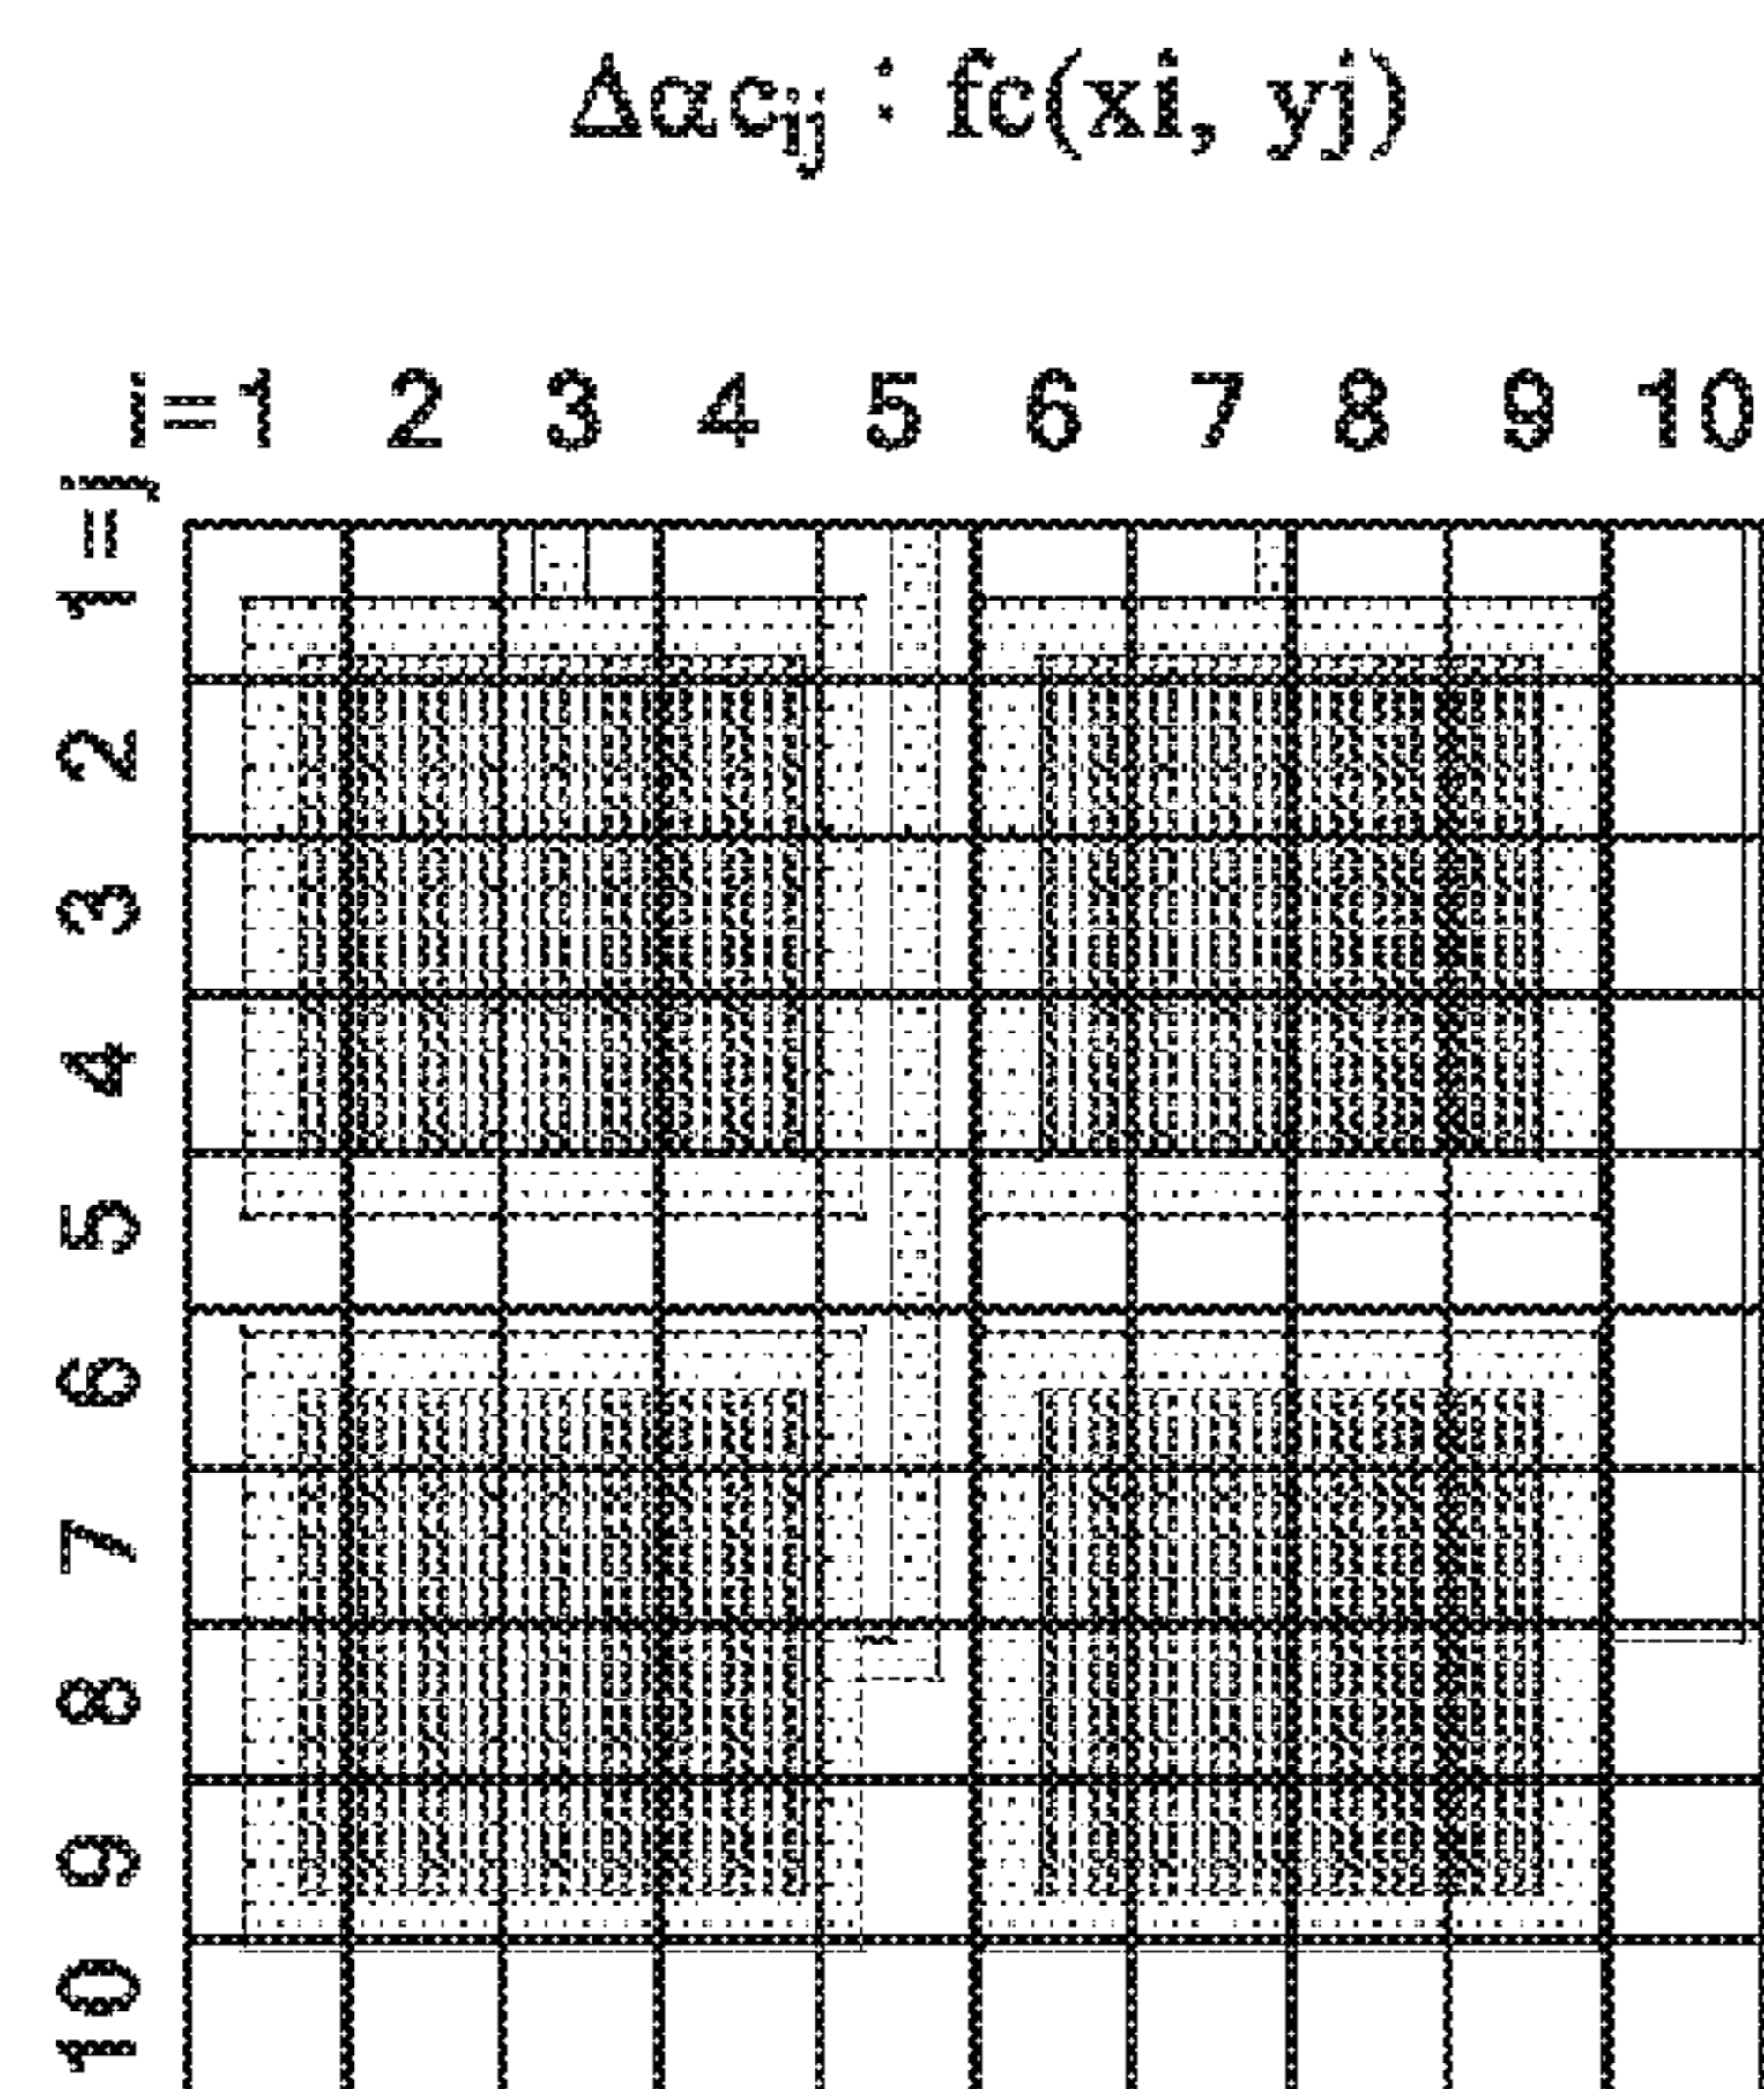 Δαc_ij : fc(xi, yj)
i=1 2 3 4 5 6 7 8 9 10
j=1 2 3 4 5 6 7 8 9 10